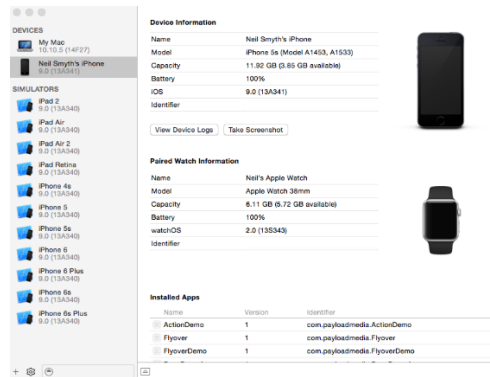 DEVICES
My Mac
10.10.5 (14F27)
Neil Smyth's iPhone
9.0 (13A341)
SIMULATORS
iPad 2
9.0 (13A340)
iPad Air
9.0 (13A340)
iPad Air 2
9.0 (13A340)
iPad Retina
9.0 (13A340)
iPhone 4s
9.0 (13A340)
iPhone 5
9.0 (13A340)
iPhone 5s
9.0 (13A340)
iPhone 6
9.0 (13A340)
iPhone 6 Plus
9.0 (13A340)
iPhone 6s
9.0 (13A340)
iPhone 6s Plus
9.0 (13A340)
Device Information
Name Neil Smyth's iPhone
Model iPhone 5s (Model A1453, A1533)
Capacity 11.92 GB (3.85 GB available)
Battery 100%
iOS 9.0 (13A341)
Identifier
View Device Logs Take Screenshot
Paired Watch Information
Name Neil's Apple Watch
Model Apple Watch 38mm
Capacity 6.11 GB (5.72 GB available)
Battery 100%
watchOS 2.0 (13S343)
Identifier
Installed Apps
Name Version Identifier
ActionDemo 1 com.payloadmedia.ActionDemo
Flyover 1 com.payloadmedia.Flyover
FlyoverDemo 1 com.payloadmedia.FlyoverDemo